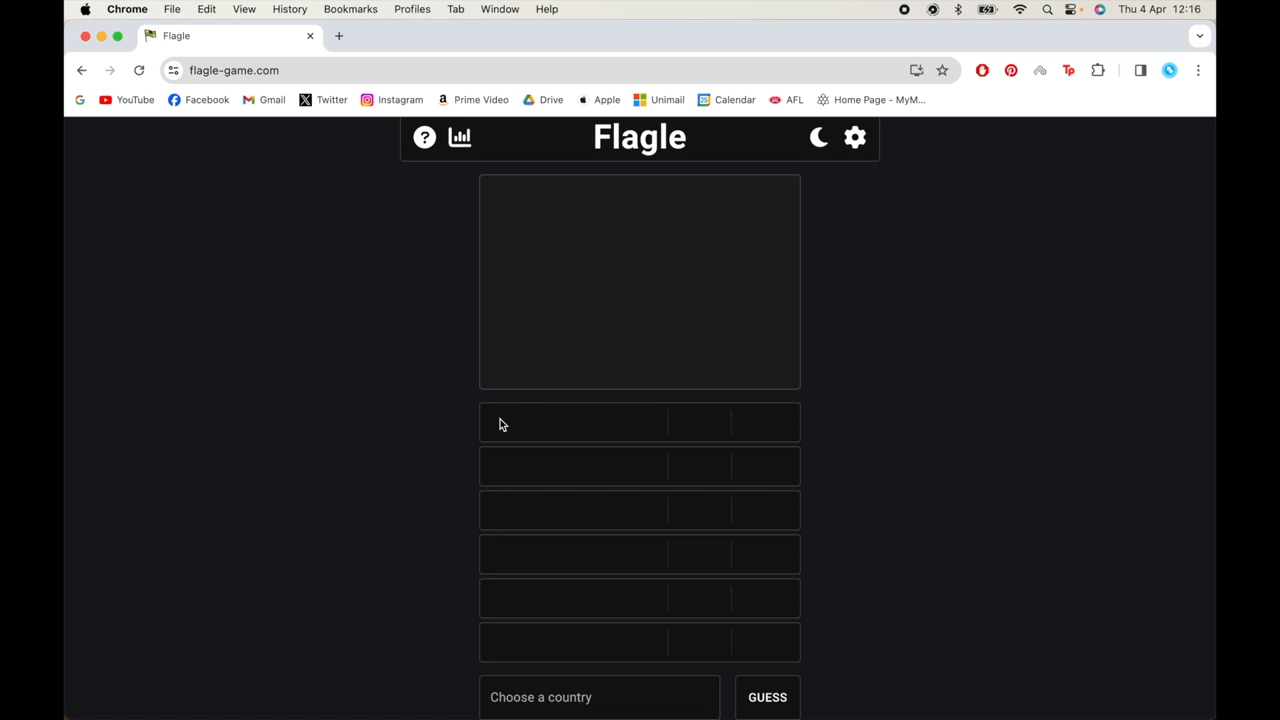 Chrome File Edit View History Bookmarks Profiles Tab Window Help Thu 4 Apr 12:16
Flagle
flagle-game.com
G YouTube Facebook Gmail Twitter Instagram Prime Video Drive Apple Unimail Calendar AFL Home Page - MyM...
? Flagle
Choose a country GUESS